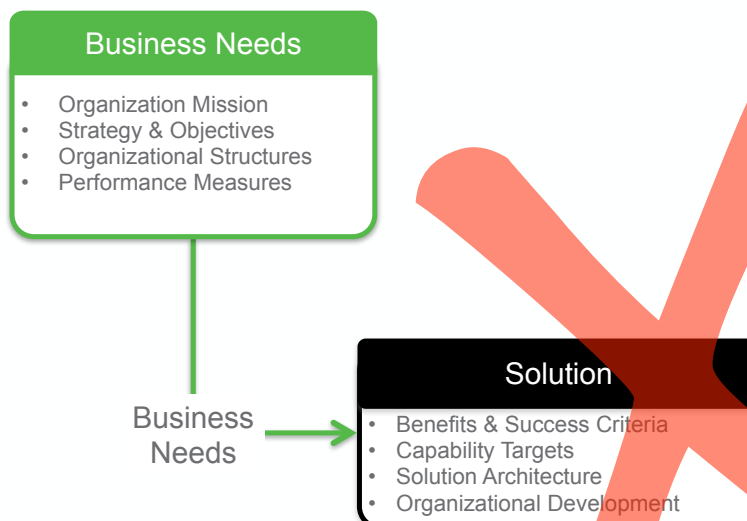 Business Needs
• Organization Mission
• Strategy & Objectives
• Organizational Structures
• Performance Measures
Solution
• Benefits & Success Criteria
• Capability Targets
• Solution Architecture
• Organizational Development
Business
Needs